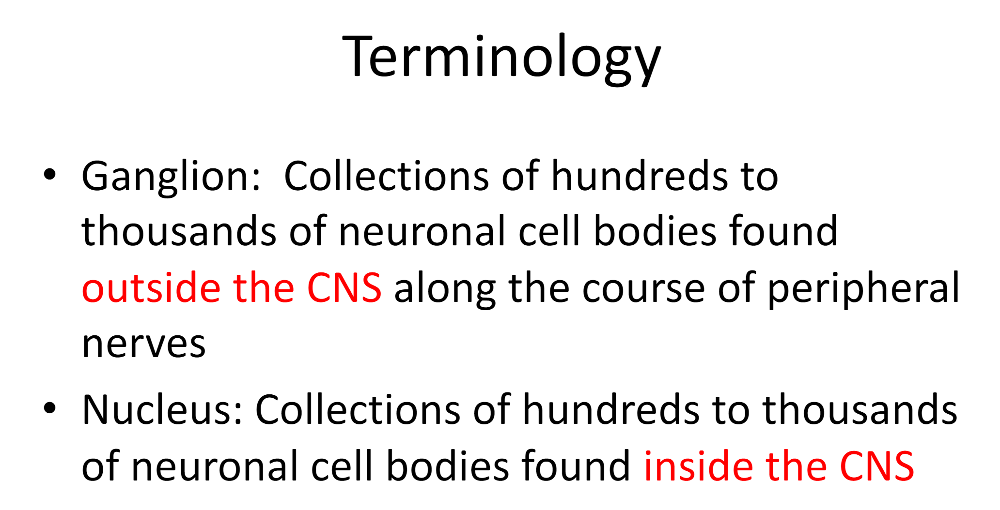 Terminology
• Ganglion:  Collections of hundreds to
thousands of neuronal cell bodies found
outside the CNS along the course of peripheral
nerves
• Nucleus: Collections of hundreds to thousands
of neuronal cell bodies found inside the CNS